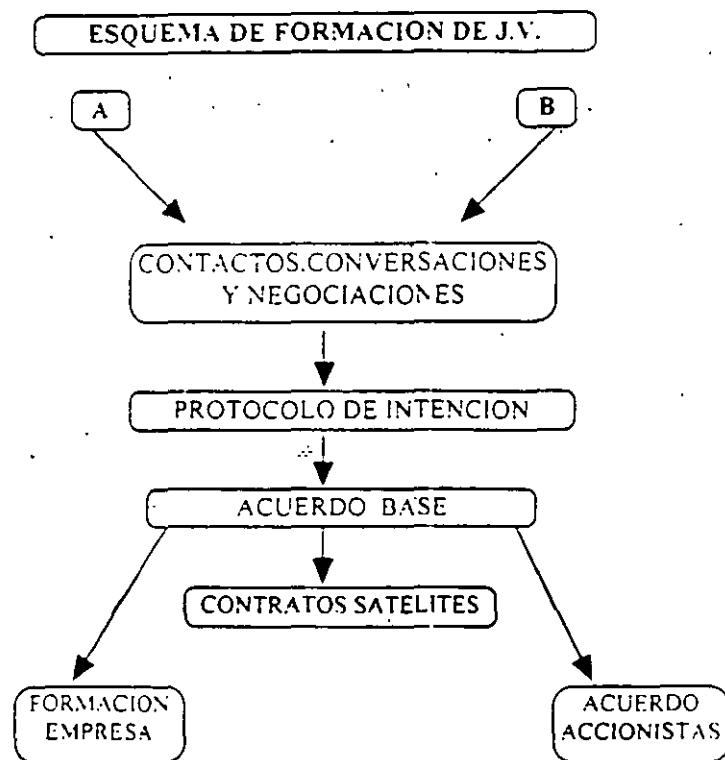 ESQUEMA DE FORMACION DE J.V.
A
B
CONTACTOS.CONVERSACIONES
Y NEGOCIACIONES
PROTOCOLO DE INTENCION
ACUERDO BASE
CONTRATOS SATELITES
FORMACION
EMPRESA
ACUERDO
ACCIONISTAS